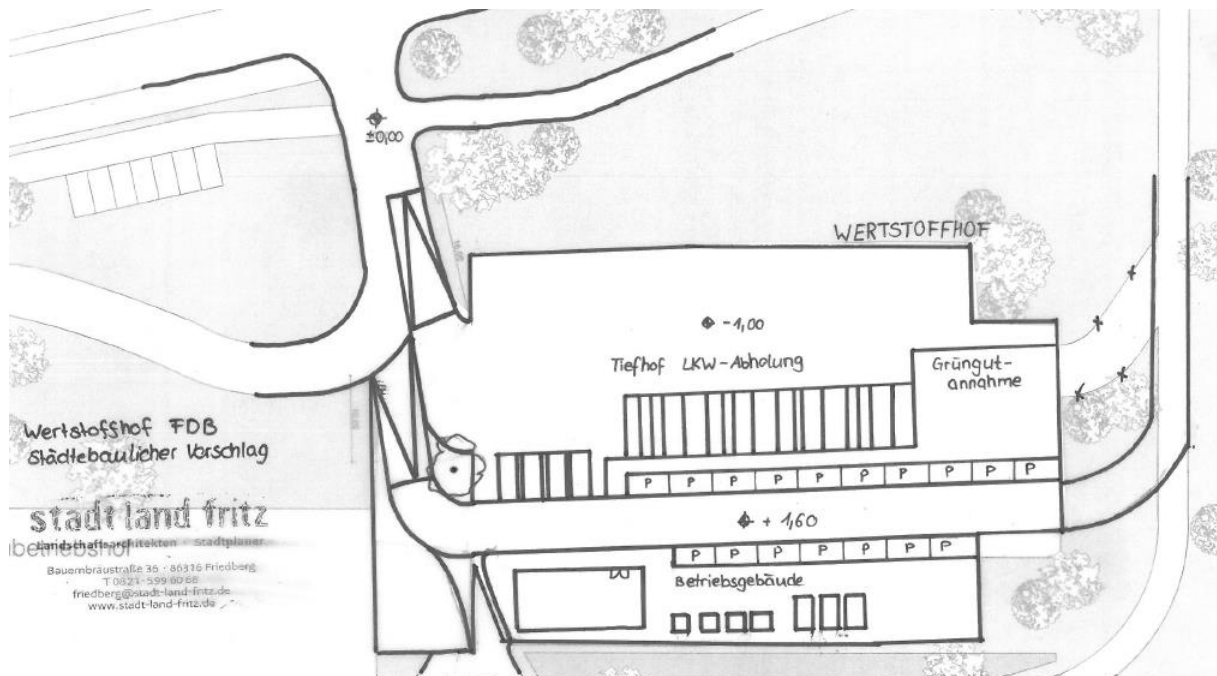 ±0,00
WERTSTOFFHOF
-1,00
Tiefhof LKW-Abholung
Grüngut-
annahme
Wertstoffhof FDB
Städtebaulicher Vorschlag
P P P P P P P P P
+ 1,60
P P P P P P P
Betriebsgebäude
stadt land fritz
Landschaftsarchitekten · Stadtplaner
betriebshof
Bauernbräustraße 36 · 86316 Friedberg
T 0821-599 60 68
friedberg@stadt-land-fritz.de
www.stadt-land-fritz.de